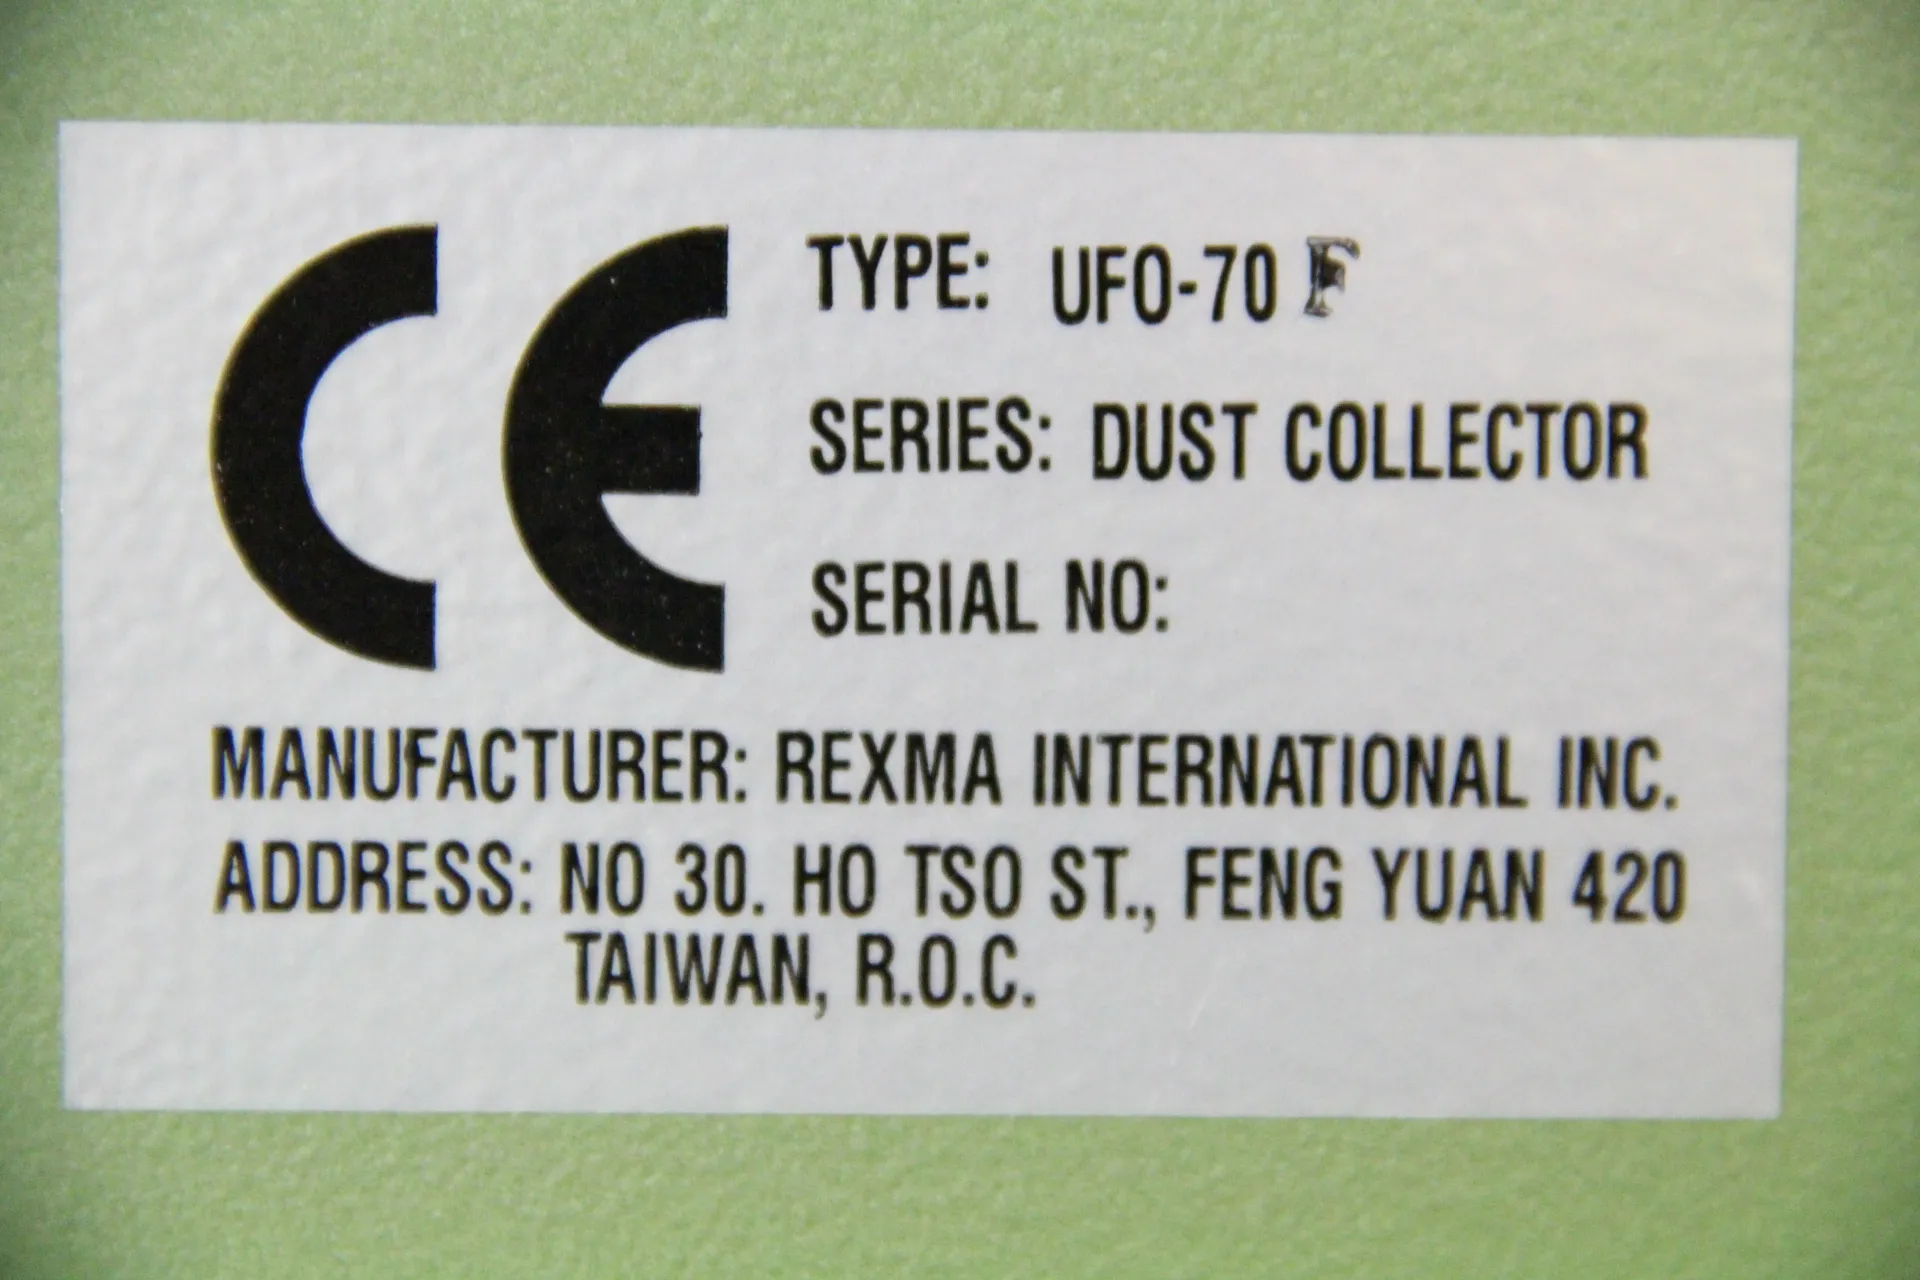 CE
TYPE: UFO-70 F
SERIES: DUST COLLECTOR
SERIAL NO:
MANUFACTURER: REXMA INTERNATIONAL INC.
ADDRESS: NO 30. HO TSO ST., FENG YUAN 420
TAIWAN, R.O.C.